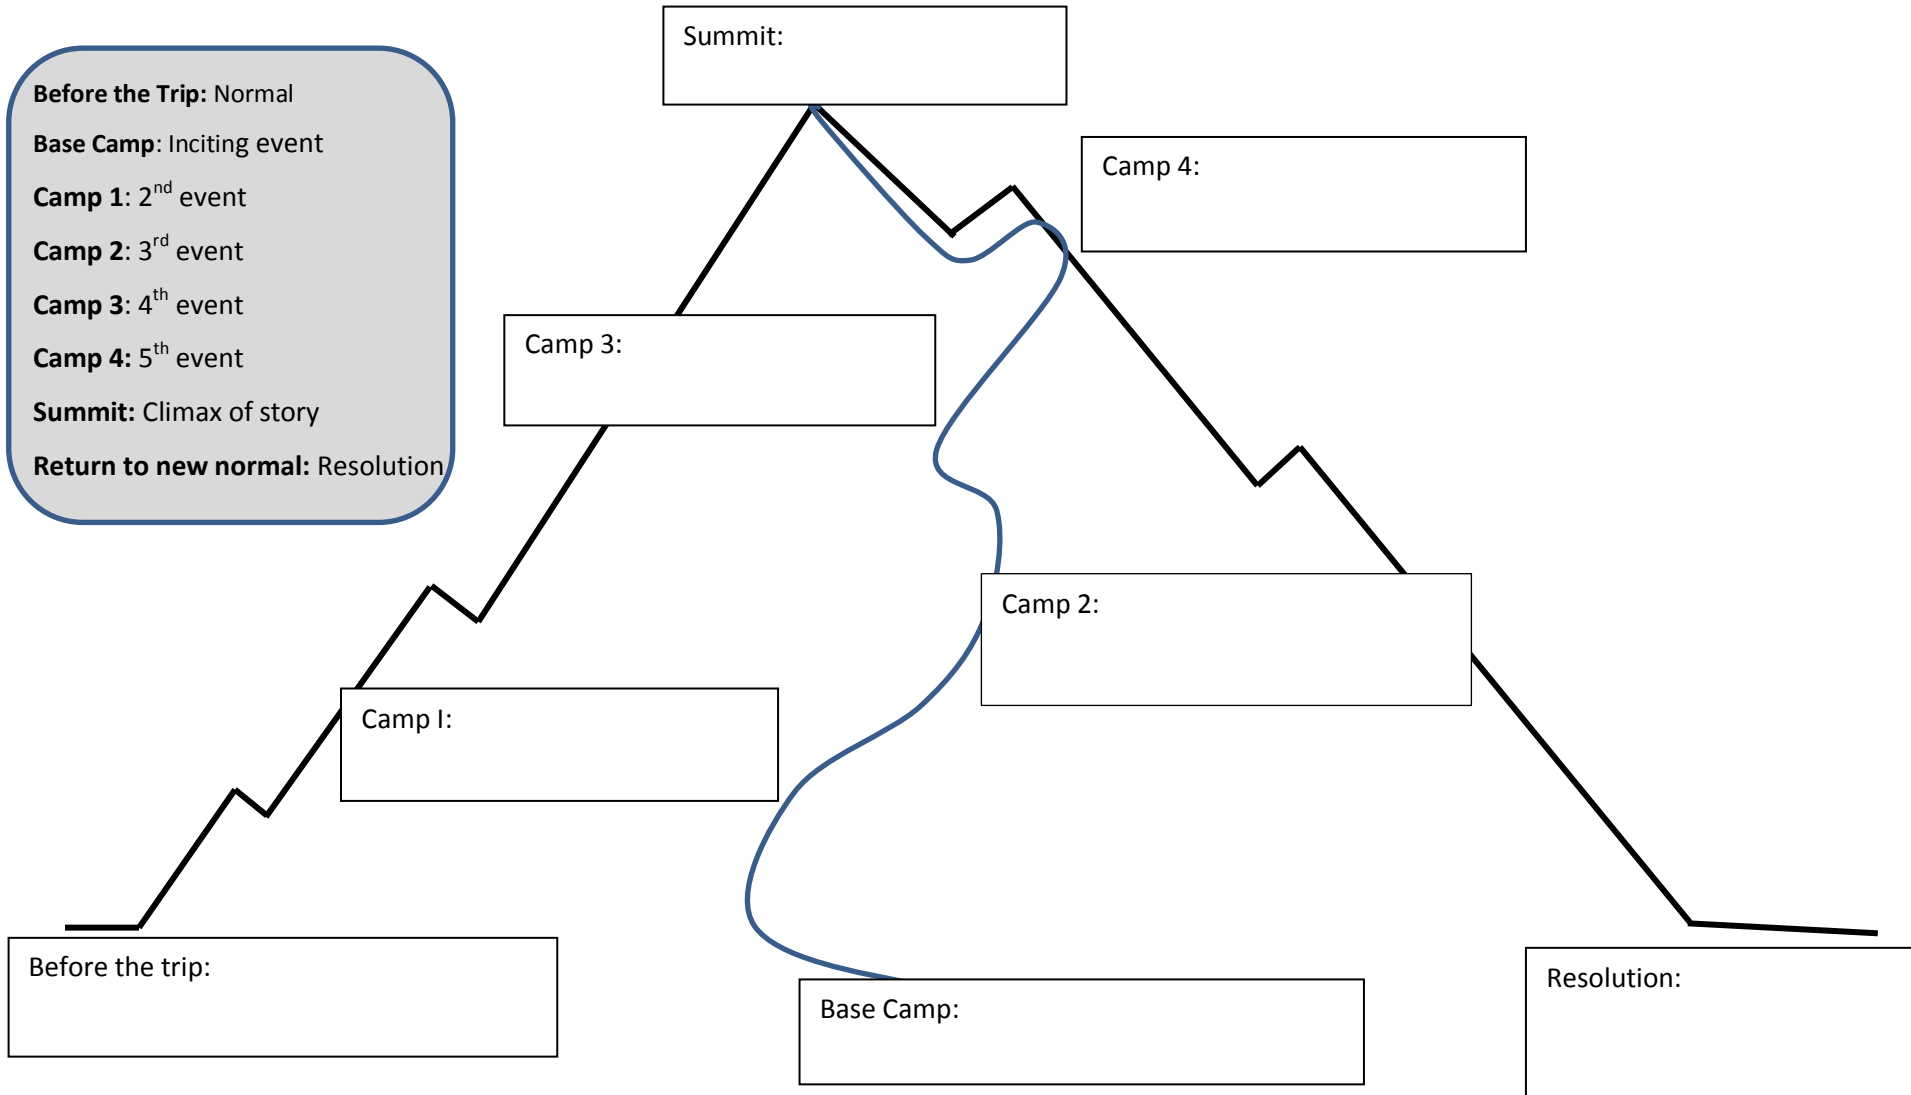 Summit:
Before the Trip: Normal
Base Camp: Inciting event
Camp 1: 2nd event
Camp 2: 3rd event
Camp 3: 4th event
Camp 4: 5th event
Summit: Climax of story
Return to new normal: Resolution
Camp 4:
Camp 3:
Camp 2:
Camp I:
Before the trip:
Base Camp:
Resolution: